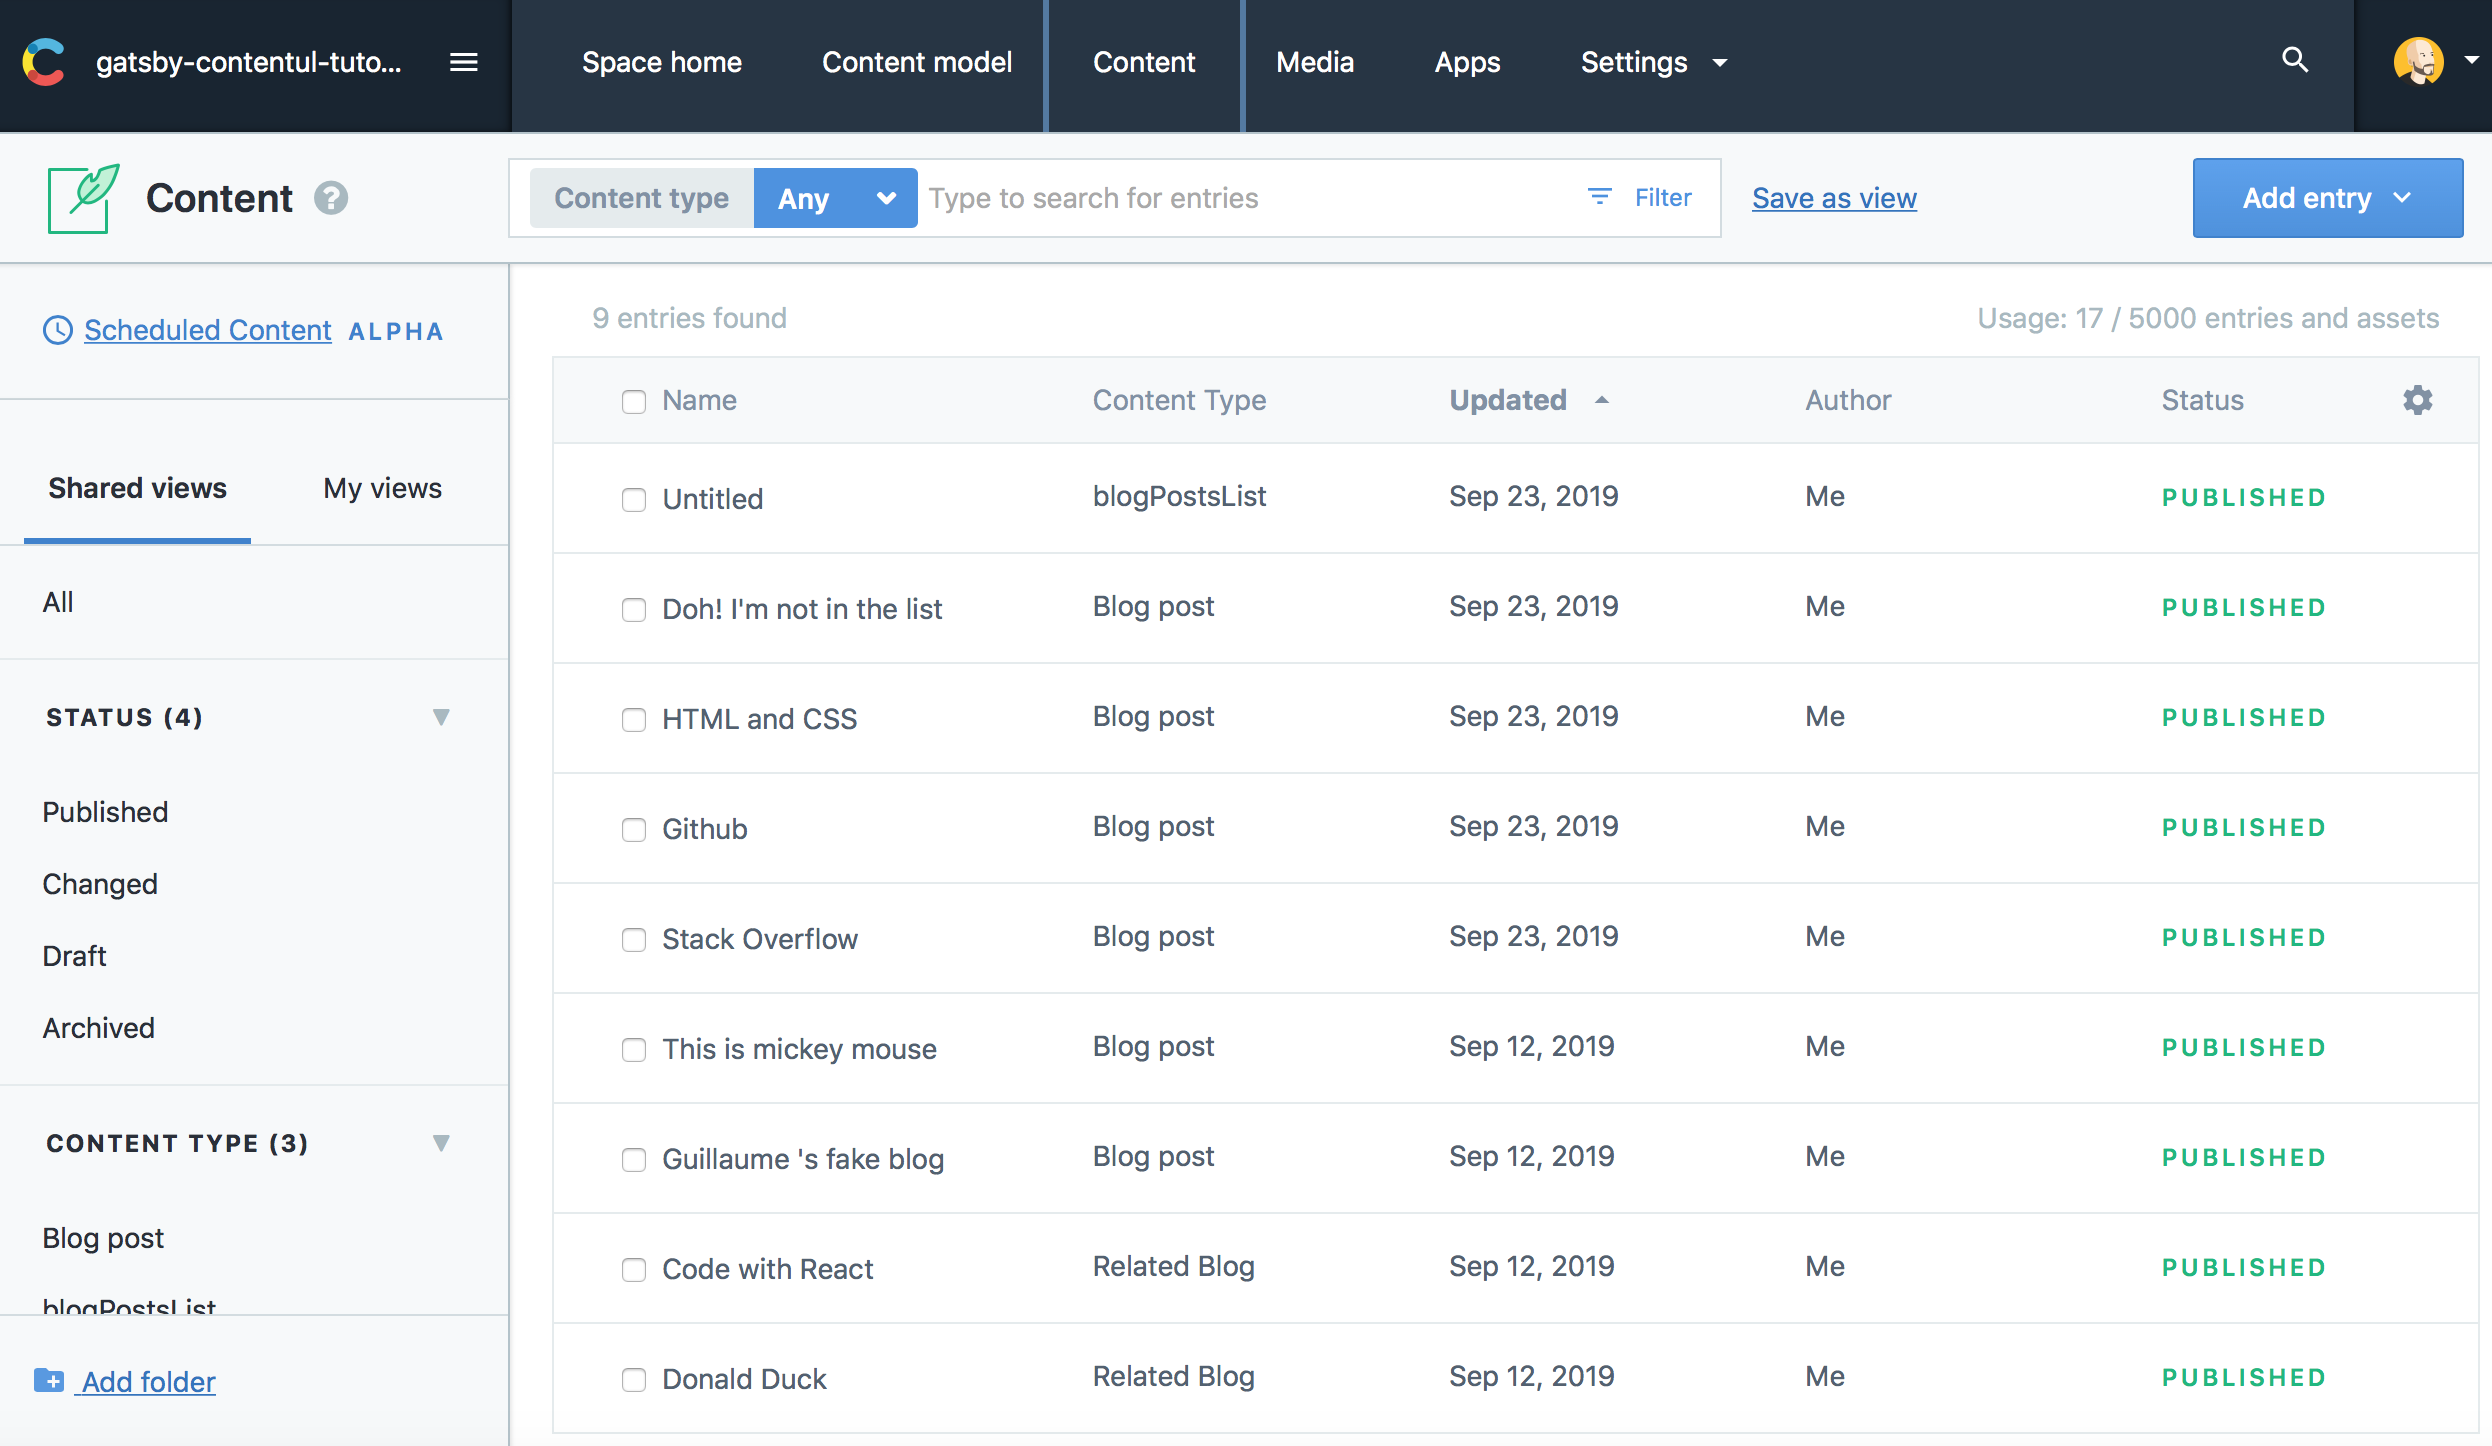 gatsby-contentul-tuto...
Space home Content model Content Media Apps Settings
Content ? Content type Any Type to search for entries Filter Save as view Add entry
Scheduled Content ALPHA
9 entries found Usage: 17 / 5000 entries and assets
Name Content Type Updated Author Status
Shared views My views
Untitled blogPostsList Sep 23, 2019 Me PUBLISHED
All
Doh! I'm not in the list Blog post Sep 23, 2019 Me PUBLISHED
STATUS (4)
HTML and CSS Blog post Sep 23, 2019 Me PUBLISHED
Published
Github Blog post Sep 23, 2019 Me PUBLISHED
Changed
Draft
Stack Overflow Blog post Sep 23, 2019 Me PUBLISHED
Archived
This is mickey mouse Blog post Sep 12, 2019 Me PUBLISHED
CONTENT TYPE (3)
Guillaume 's fake blog Blog post Sep 12, 2019 Me PUBLISHED
Blog post
Code with React Related Blog Sep 12, 2019 Me PUBLISHED
blogPostsList
Add folder
Donald Duck Related Blog Sep 12, 2019 Me PUBLISHED